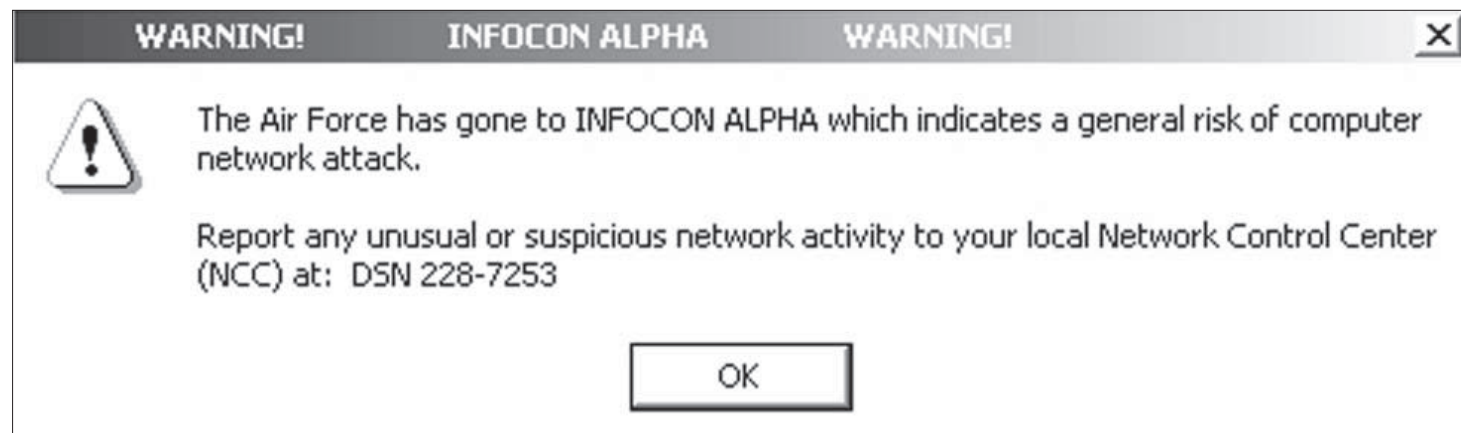 WARNING! INFOCON ALPHA WARNING!
The Air Force has gone to INFOCON ALPHA which indicates a general risk of computer
network attack.
Report any unusual or suspicious network activity to your local Network Control Center
(NCC) at: DSN 228-7253
OK